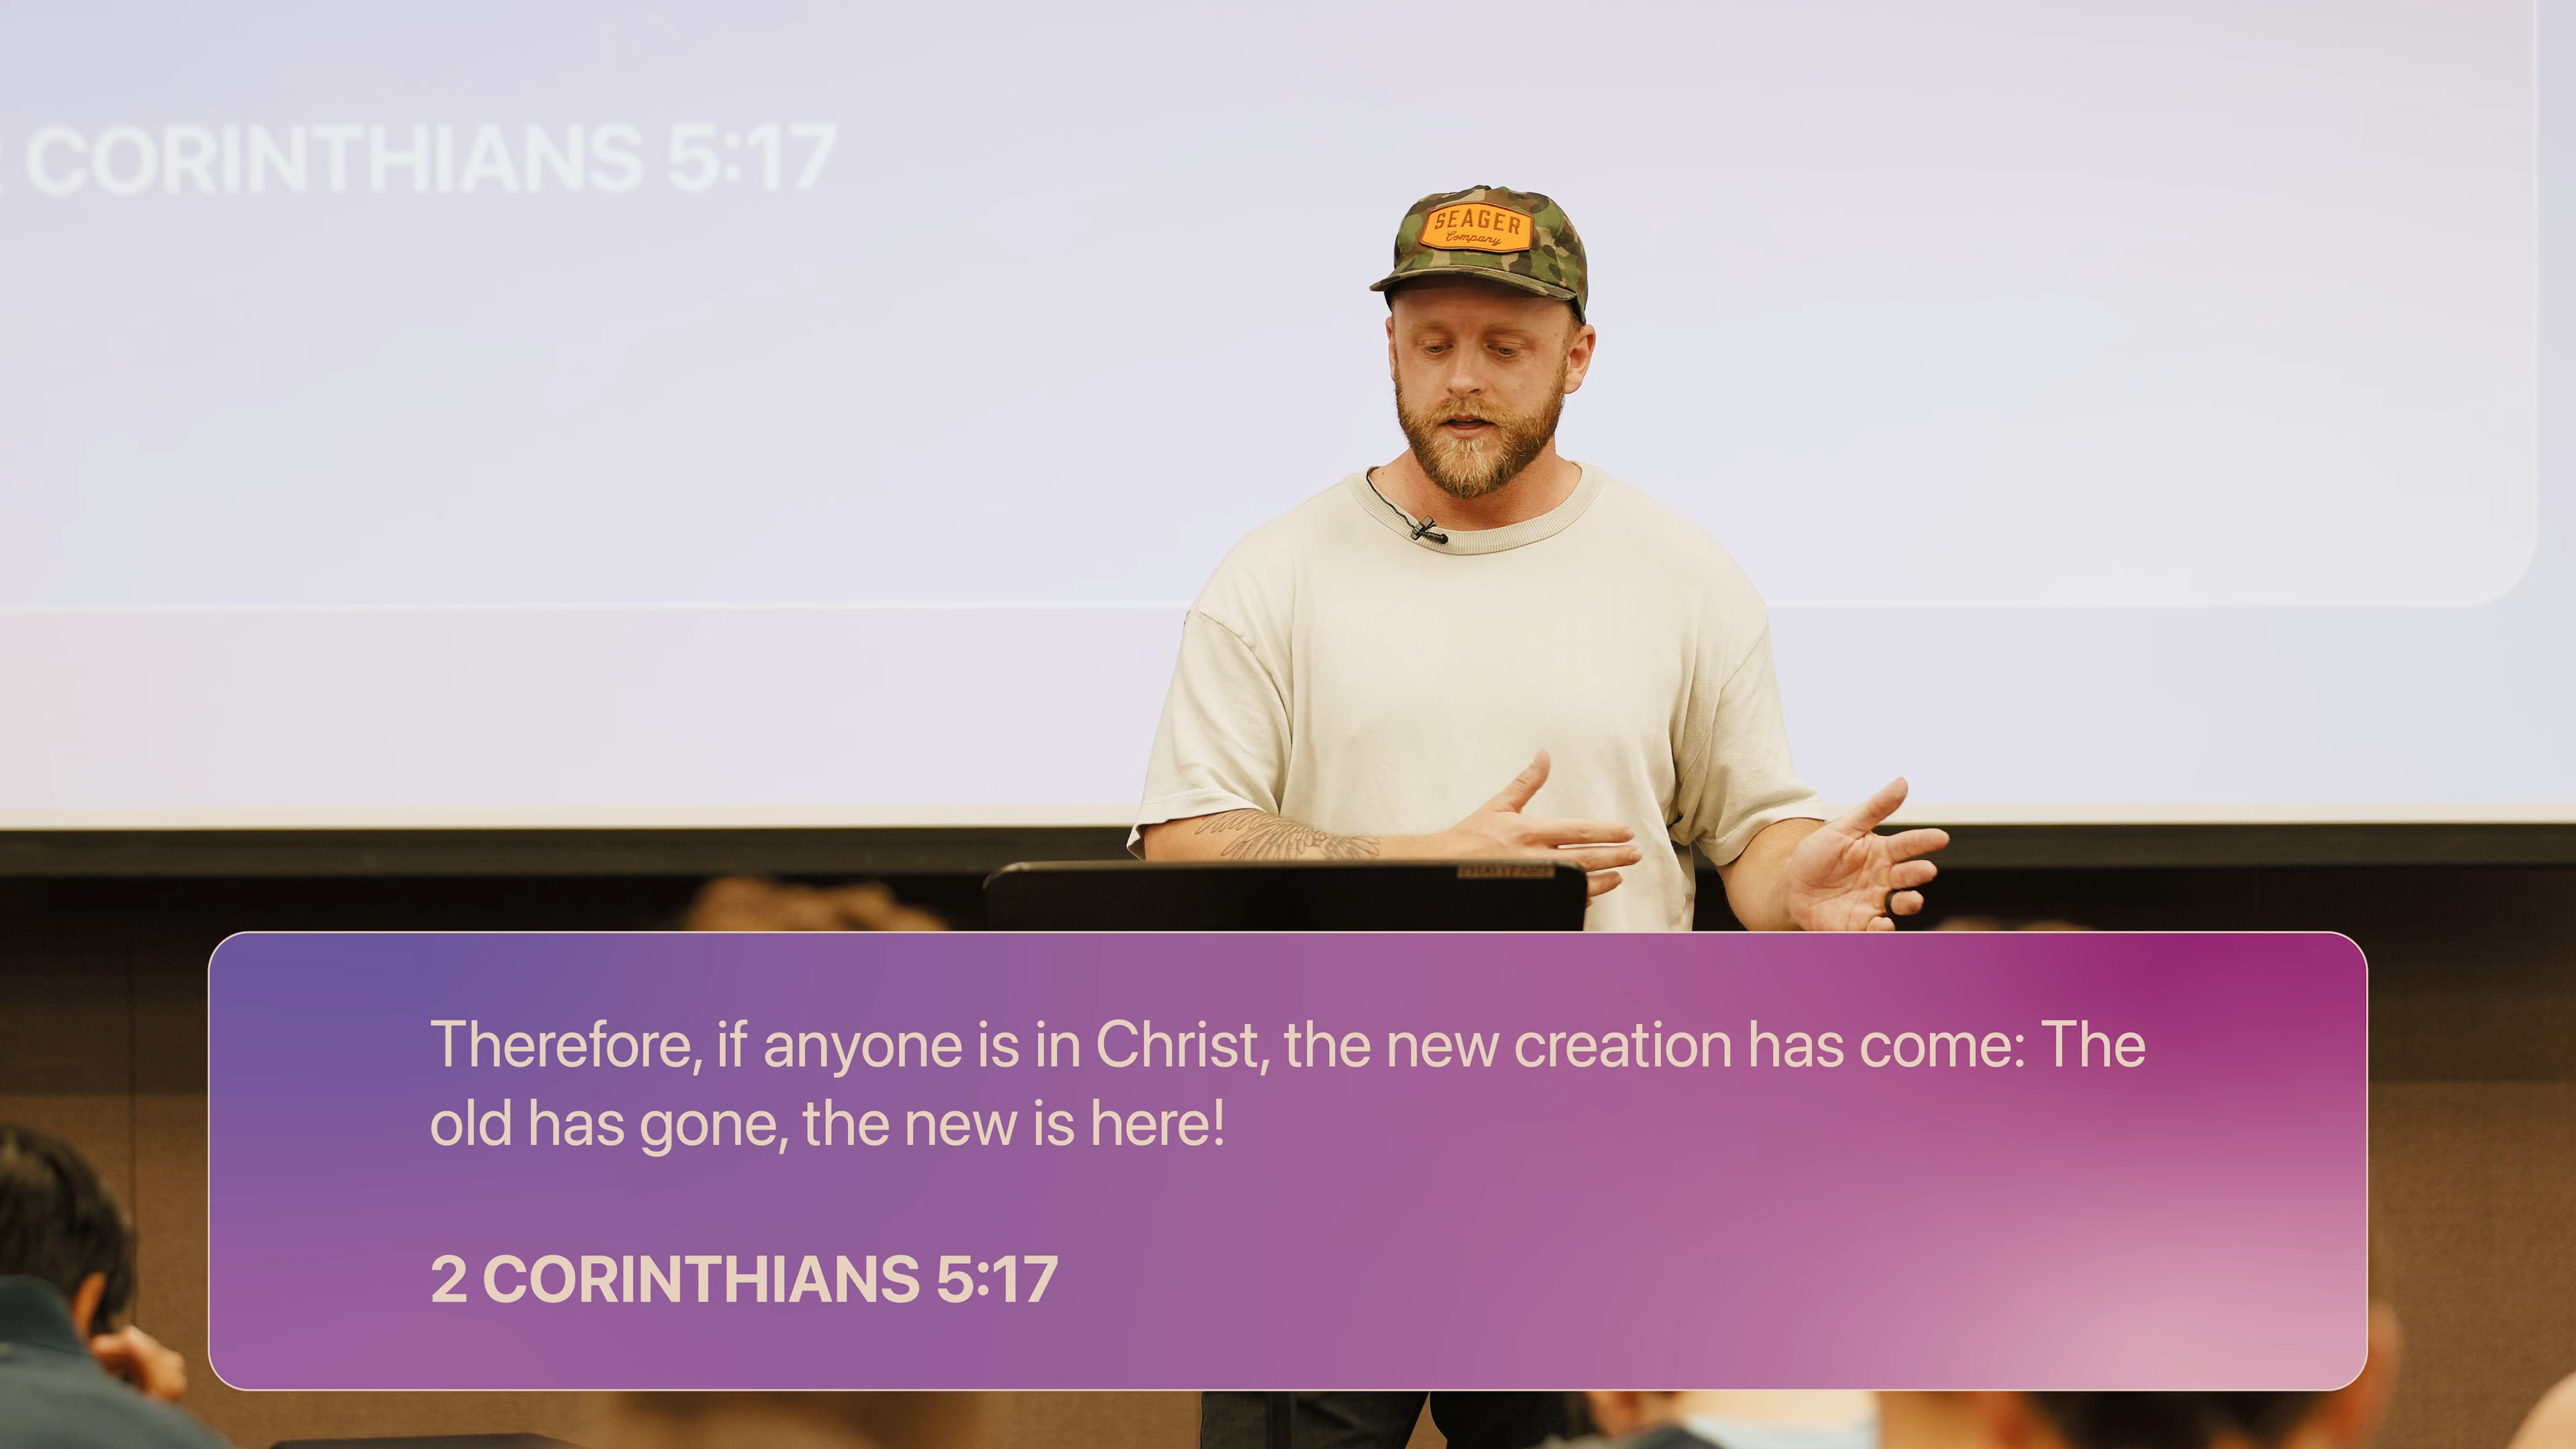 CORINTHIANS 5:17
SEAGER
Company
CHALLENGE
Therefore, if anyone is in Christ, the new creation has come: The
old has gone, the new is here!
2 CORINTHIANS 5:17